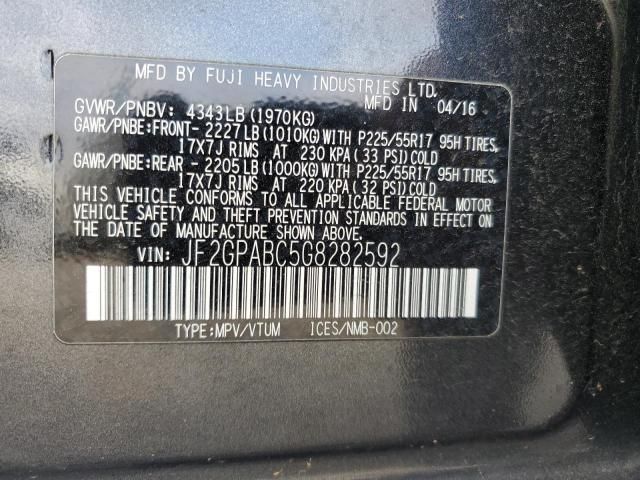 MFD BY FUJI HEAVY INDUSTRIES LTD.
MFD IN 04/16
GVWR/PNBV: 4343LB (1970KG)
GAWR/PNBE:FRONT- 2227LB (1010KG) WITH P225/55R17 95H TIRES,
17X7J RIMS AT 230 KPA (33 PSI) COLD
GAWR/PNBE:REAR - 2205LB (1000KG) WITH P225/55R17 95H TIRES,
17X7J RIMS AT 220 KPA (32 PSI) COLD
THIS VEHICLE CONFORMS TO ALL APPLICABLE FEDERAL MOTOR
VEHICLE SAFETY AND THEFT PREVENTION STANDARDS IN EFFECT
ON THE DATE OF MANUFACTURE SHOWN ABOVE.
VIN: JF2GPABC5G8282592
TYPE:MPV/VTUM ICES/NMB-002